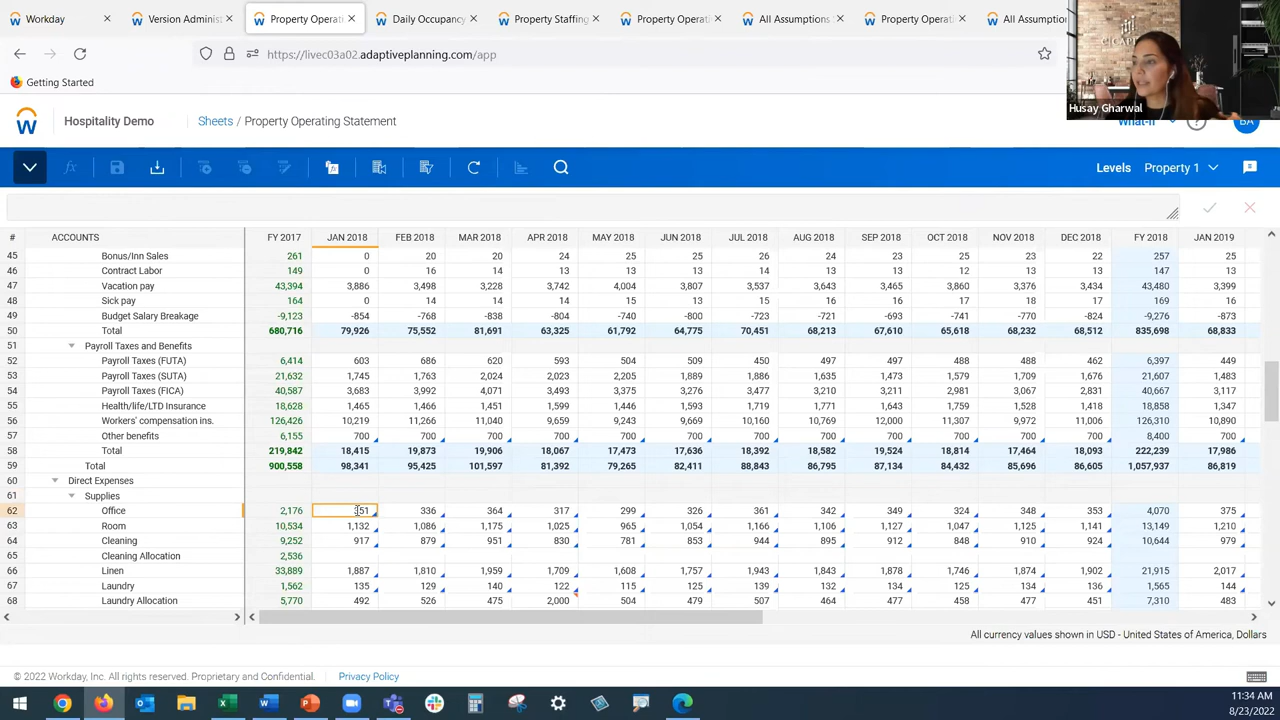 Workday × Version Adminis × Property Operat × Daily Occupancy × Property Staffing × Property Operati × All Assumptions × Property Operati × All Assumption
https://livec03a02.adaptiveplanning.com/app
Getting Started
Husay Gharwal
Hospitality Demo Sheets / Property Operating Statement What-if ? BA
fx Levels Property 1
# ACCOUNTS FY 2017 JAN 2018 FEB 2018 MAR 2018 APR 2018 MAY 2018 JUN 2018 JUL 2018 AUG 2018 SEP 2018 OCT 2018 NOV 2018 DEC 2018 FY 2018 JAN 2019
45 Bonus/Inn Sales 261 0 20 20 24 25 25 26 24 23 25 23 22 257 25
46 Contract Labor 149 0 16 14 13 13 13 14 13 13 12 13 13 147 13
47 Vacation pay 43,394 3,886 3,498 3,228 3,742 4,004 3,807 3,537 3,643 3,465 3,860 3,376 3,434 43,480 3,399
48 Sick pay 164 0 14 14 14 15 13 15 16 16 17 18 17 169 16
49 Budget Salary Breakage -9,123 -854 -768 -838 -804 -740 -800 -723 -721 -693 -741 -770 -824 -9,276 -873
50 Total 680,716 79,926 75,552 81,691 63,325 61,792 64,775 70,451 68,213 67,610 65,618 68,232 68,512 835,698 68,833
51 Payroll Taxes and Benefits
52 Payroll Taxes (FUTA) 6,414 603 686 620 593 504 509 450 497 497 488 488 462 6,397 449
53 Payroll Taxes (SUTA) 21,632 1,745 1,763 2,024 2,023 2,205 1,889 1,886 1,635 1,473 1,579 1,709 1,676 21,607 1,483
54 Payroll Taxes (FICA) 40,587 3,683 3,992 4,071 3,493 3,375 3,276 3,477 3,210 3,211 2,981 3,067 2,831 40,667 3,117
55 Health/life/LTD Insurance 18,628 1,465 1,466 1,451 1,599 1,446 1,593 1,719 1,771 1,643 1,759 1,528 1,418 18,858 1,347
56 Workers' compensation ins. 126,426 10,219 11,266 11,040 9,659 9,243 9,669 10,160 10,769 12,000 11,307 9,972 11,006 126,310 10,890
57 Other benefits 6,155 700 700 700 700 700 700 700 700 700 700 700 700 8,400 700
58 Total 219,842 18,415 19,873 19,906 18,067 17,473 17,636 18,392 18,582 19,524 18,814 17,464 18,093 222,239 17,986
59 Total 900,558 98,341 95,425 101,597 81,392 79,265 82,411 88,843 86,795 87,134 84,432 85,696 86,605 1,057,937 86,819
60 Direct Expenses
61 Supplies
62 Office 2,176 351 336 364 317 299 326 361 342 349 324 348 353 4,070 375
63 Room 10,534 1,132 1,086 1,175 1,025 965 1,054 1,166 1,106 1,127 1,047 1,125 1,141 13,149 1,210
64 Cleaning 9,252 917 879 951 830 781 853 944 895 912 848 910 924 10,644 979
65 Cleaning Allocation 2,536
66 Linen 33,889 1,887 1,810 1,959 1,709 1,608 1,757 1,943 1,843 1,878 1,746 1,874 1,902 21,915 2,017
67 Laundry 1,562 135 129 140 122 115 125 139 132 134 125 134 136 1,565 144
68 Laundry Allocation 5,770 492 526 475 2,000 504 479 507 464 477 458 477 451 7,310 483
All currency values shown in USD - United States of America, Dollars
© 2022 Workday, Inc. All rights reserved. Proprietary and Confidential. Privacy Policy
11:34 AM
8/23/2022